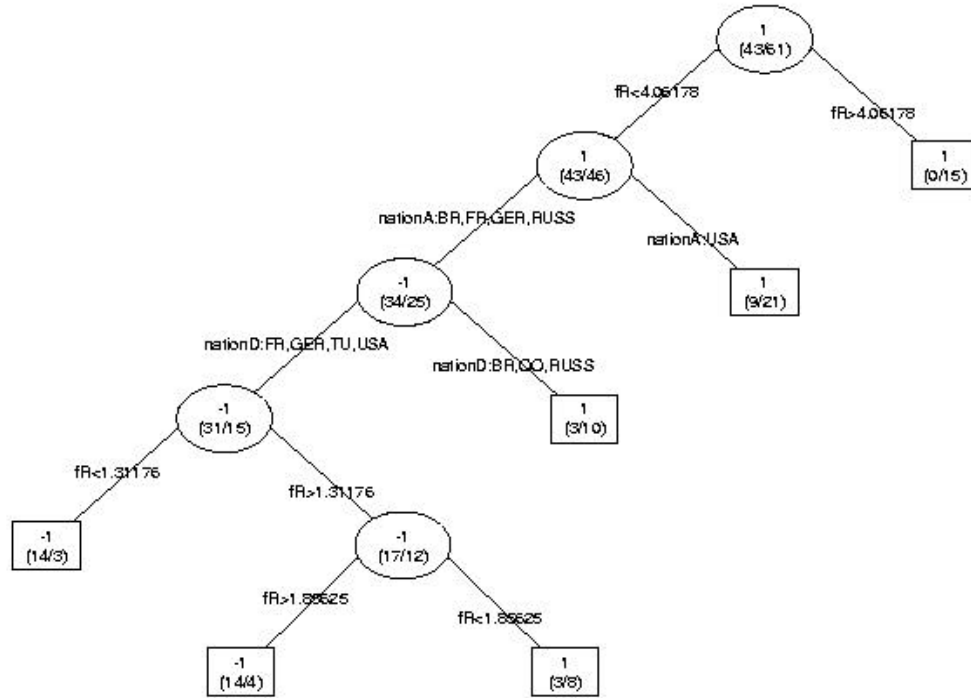 1
(43/61)
fR<4.06178
fR>4.06178
1
(43/46)
1
(0/15)
nationA:BR,FR,GER,RUSS
nationA:USA
-1
(34/25)
1
(9/21)
nationD:FR,GER,TU,USA
nationD:BR,CO,RUSS
-1
(31/15)
1
(3/10)
fR<1.31176
fR>1.31176
-1
(14/3)
-1
(17/12)
fR>1.85625
fR<1.85625
-1
(14/4)
1
(3/8)